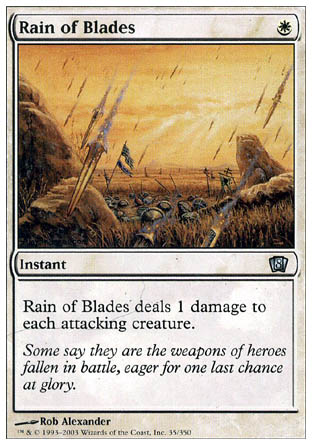 Rain of Blades
Instant
Rain of Blades deals 1 damage to
each attacking creature.
Some say they are the weapons of heroes
fallen in battle, eager for one last chance
at glory.
Rob Alexander
™ & © 1993–2003 Wizards of the Coast, Inc. 35/350